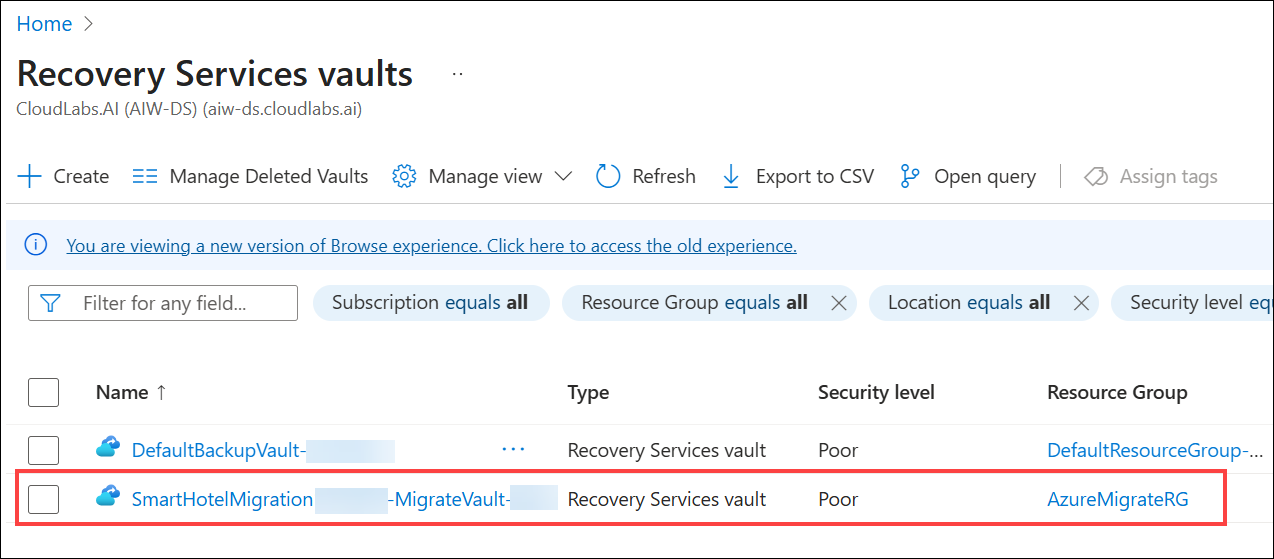 Home
Recovery Services vaults ..
CloudLabs.AI (AIW-DS) (aiw-ds.cloudlabs.ai)
Create Manage Deleted Vaults Manage view Refresh Export to CSV Open query Assign tags
You are viewing a new version of Browse experience. Click here to access the old experience.
Filter for any field... Subscription equals all Resource Group equals all Location equals all Security level eq
Name ↑ Type Security level Resource Group
DefaultBackupVault- ... Recovery Services vault Poor DefaultResourceGroup-...
SmartHotelMigration -MigrateVault- Recovery Services vault Poor AzureMigrateRG